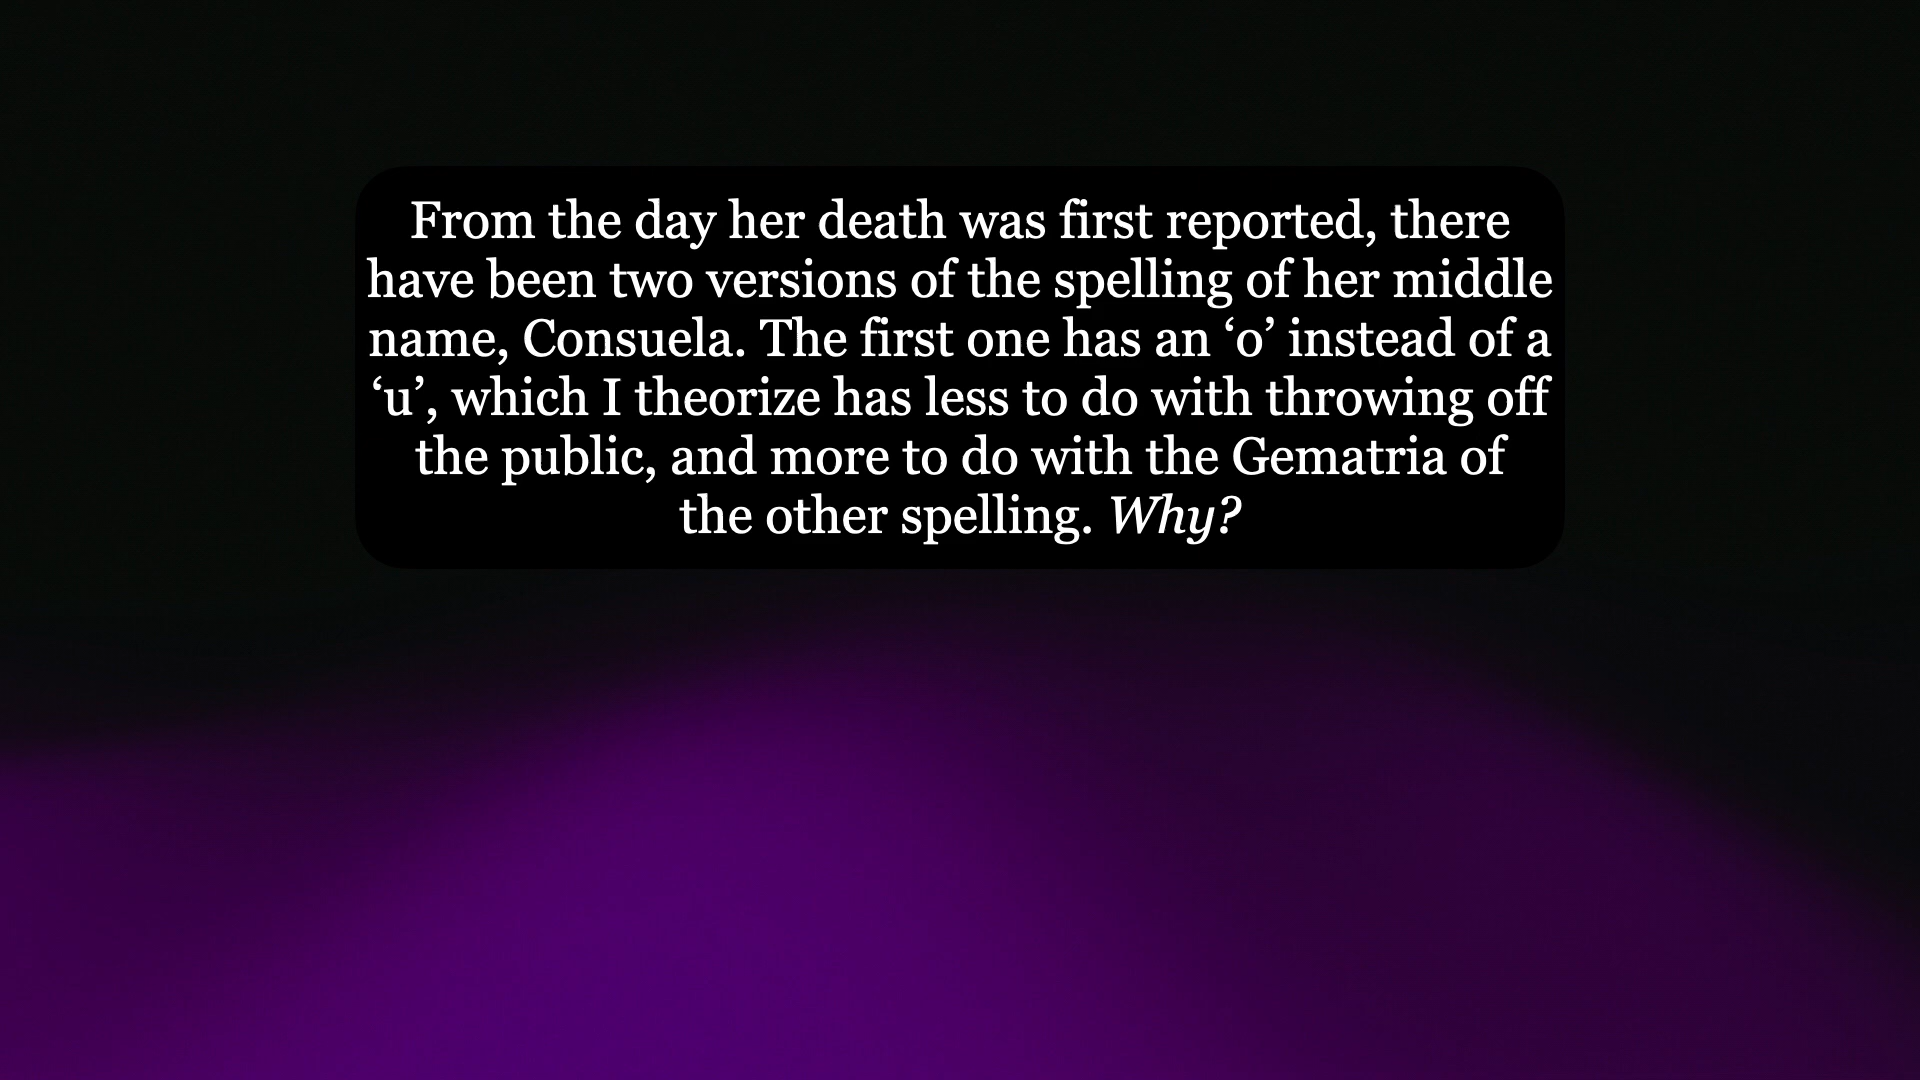 From the day her death was first reported, there
have been two versions of the spelling of her middle
name, Consuela. The first one has an ‘o’ instead of a
‘u’, which I theorize has less to do with throwing off
the public, and more to do with the Gematria of
the other spelling. Why?